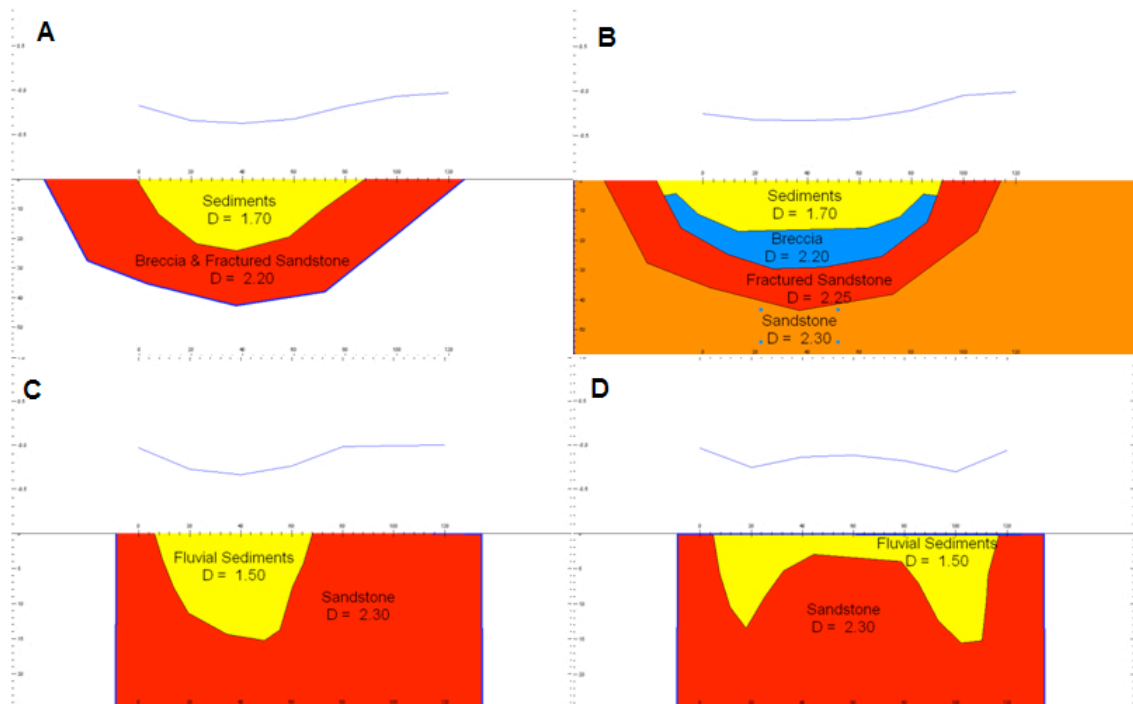 A
B
Sediments
D = 1.70
Breccia & Fractured Sandstone
D = 2.20
Sediments
D = 1.70
Breccia
D = 2.20
Fractured Sandstone
D = 2.25
Sandstone
D = 2.30
C
D
Fluvial Sediments
D = 1.50
Sandstone
D = 2.30
Fluvial Sediments
D = 1.50
Sandstone
D = 2.30